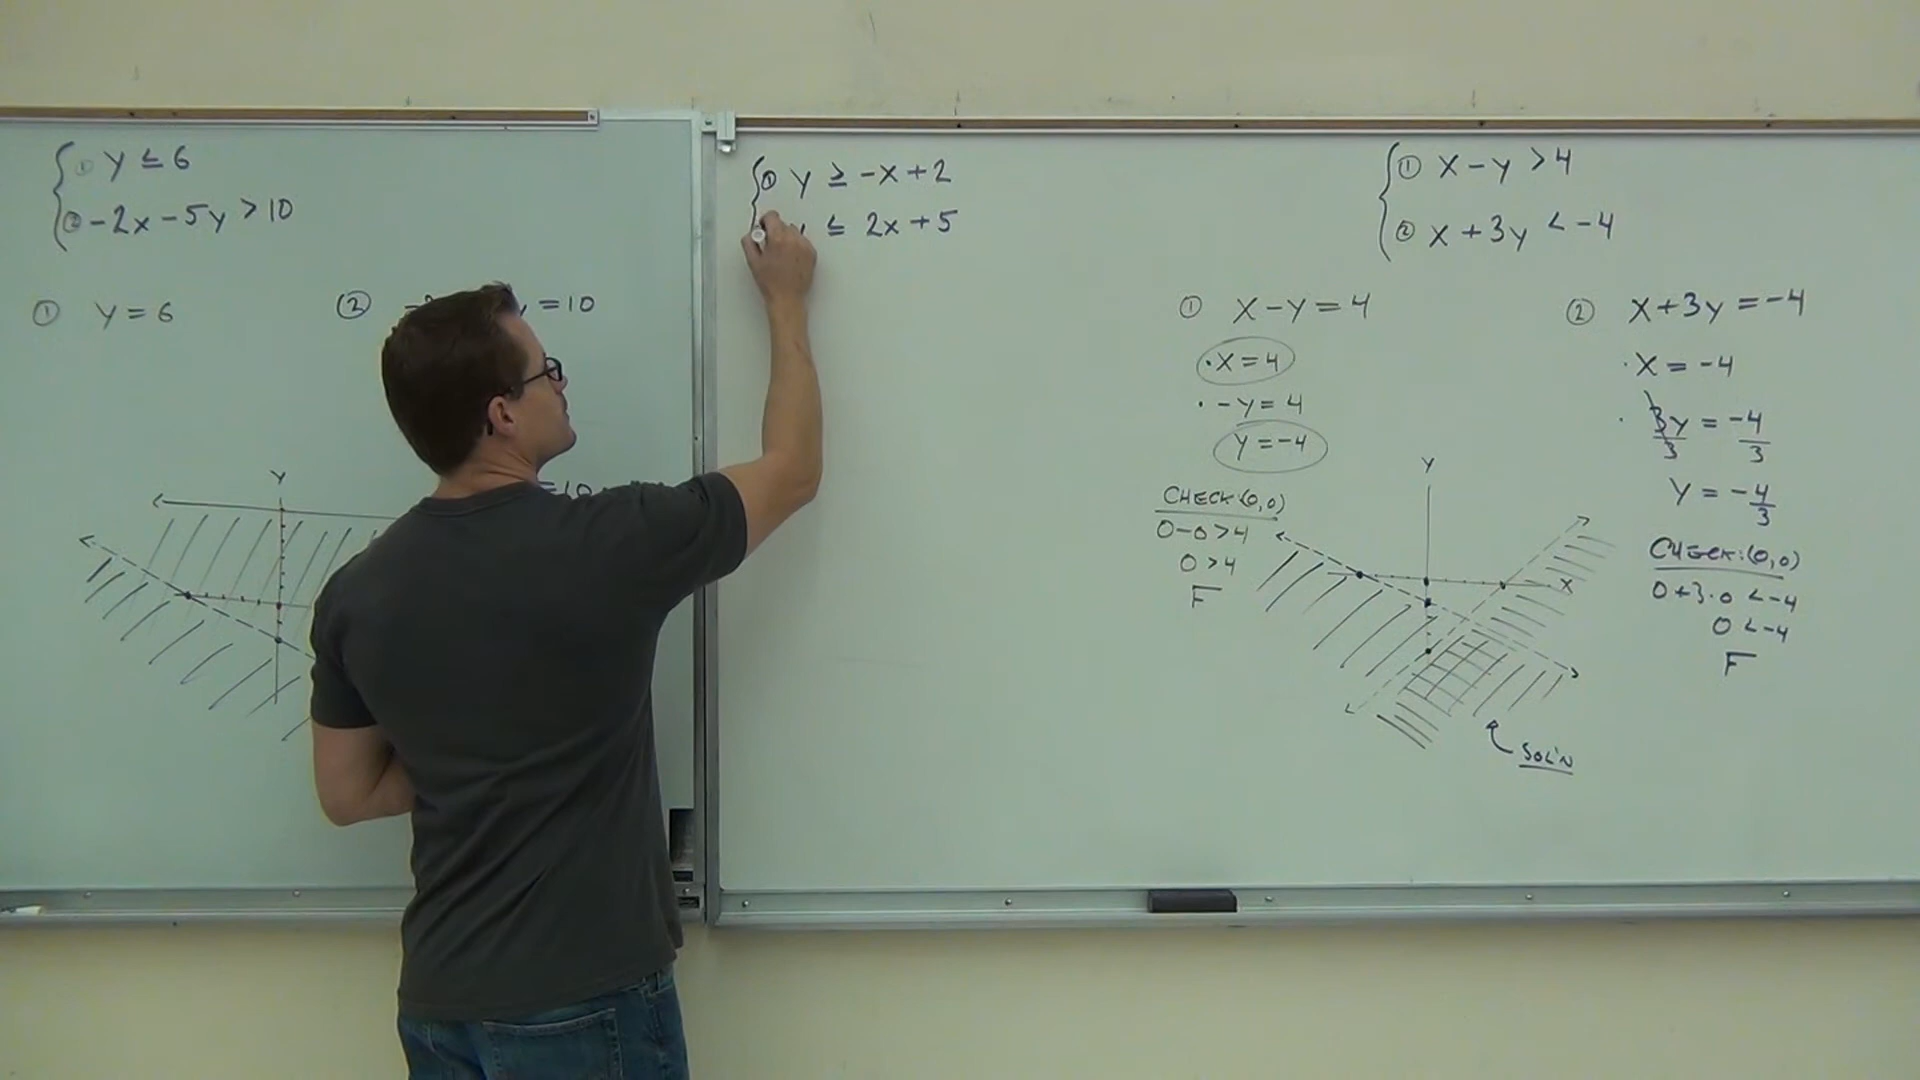 ① y ≤ 6
② -2x - 5y > 10
① y = 6
② = 10
= 10
y
① y ≥ -x + 2
≤ 2x + 5
① x - y > 4
② x + 3y < -4
① x - y = 4
· x = 4
· -y = 4
y = -4
CHECK: (0,0)
0 - 0 > 4
0 > 4
F
② x + 3y = -4
· x = -4
· 3y/3 = -4/3
y = -4/3
CHECK: (0,0)
0 + 3·0 < -4
0 < -4
F
y
x
SOL'N